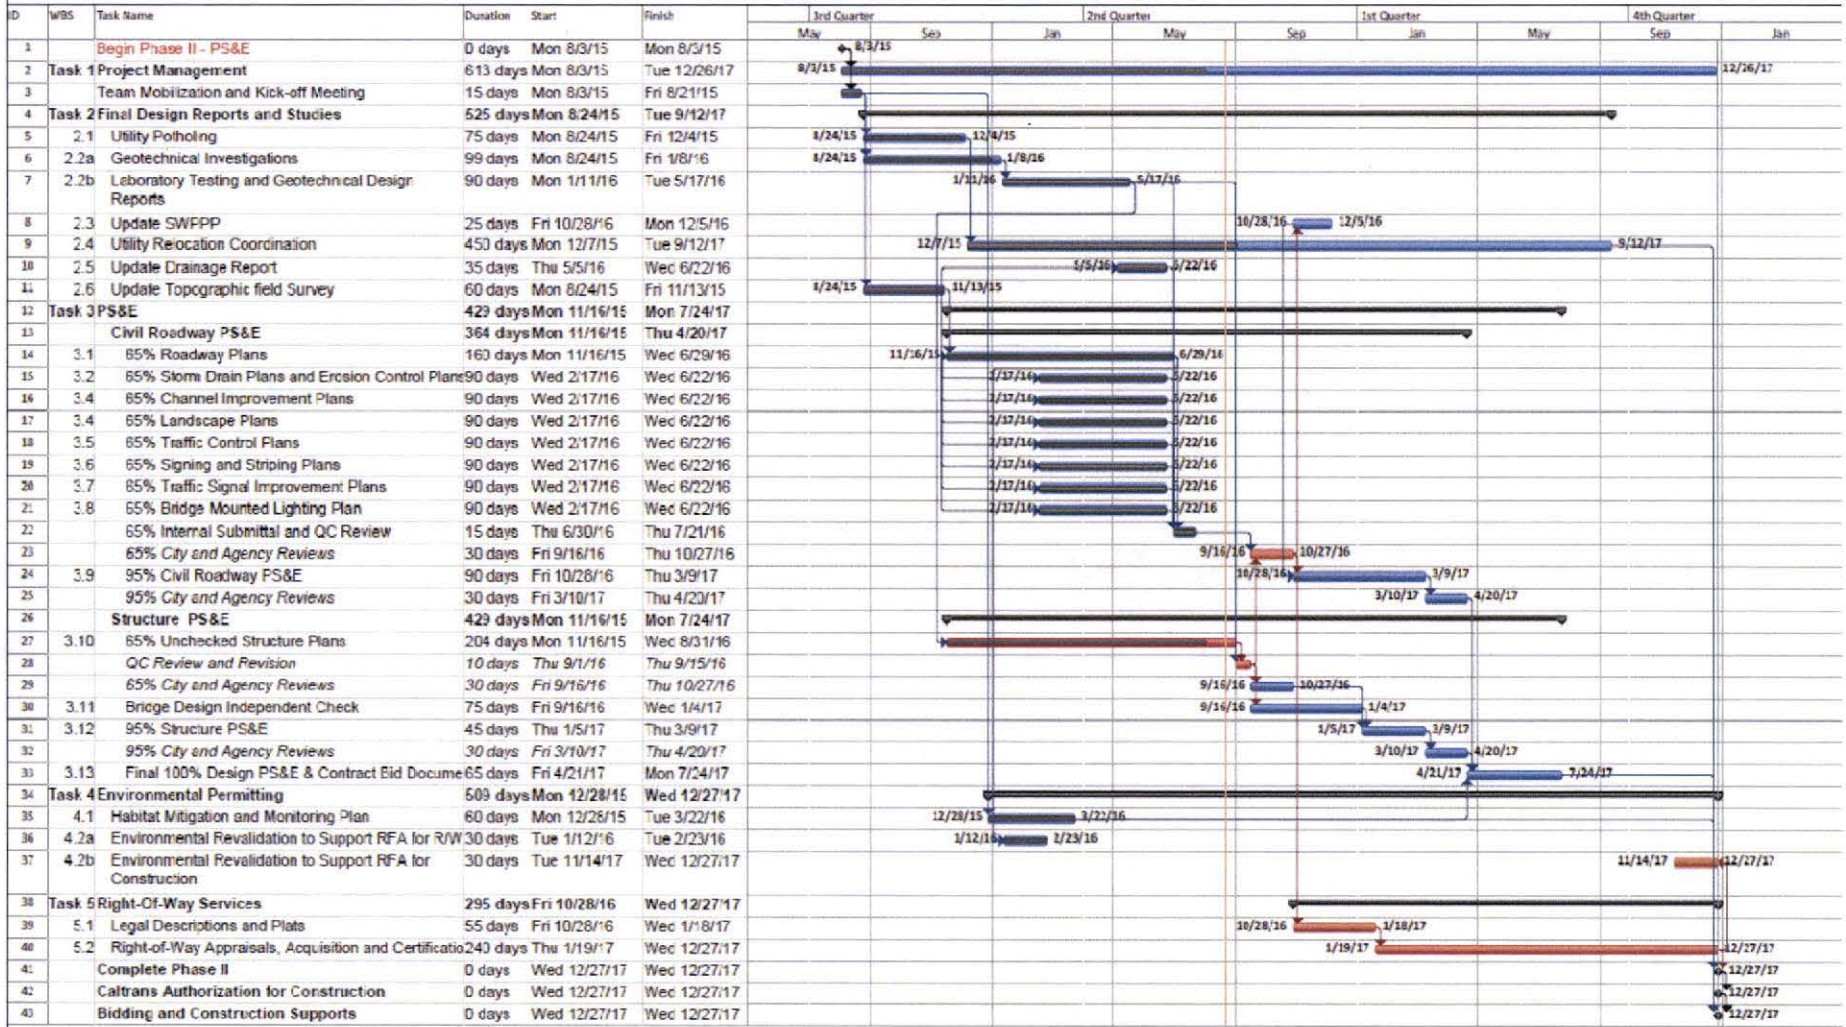 ID WBS Task Name Duration Start Finish 3rd Quarter 2nd Quarter 1st Quarter 4th Quarter
May Sep Jan May Sep Jan May Sep Jan
1 Begin Phase II - PS&E 0 days Mon 8/3/15 Mon 8/3/15 8/3/15
2 Task 1 Project Management 613 days Mon 8/3/15 Tue 12/26/17 8/3/15 12/26/17
3 Team Mobilization and Kick-off Meeting 15 days Mon 8/3/15 Fri 8/21/15
4 Task 2 Final Design Reports and Studies 525 days Mon 8/24/15 Tue 9/12/17
5 2.1 Utility Potholing 75 days Mon 8/24/15 Fri 12/4/15 8/24/15 12/4/15
6 2.2a Geotechnical Investigations 99 days Mon 8/24/15 Fri 1/8/16 8/24/15 1/8/16
7 2.2b Laboratory Testing and Geotechnical Design 90 days Mon 1/11/16 Tue 5/17/16 1/11/16 5/17/16
Reports
8 2.3 Update SWPPP 25 days Fri 10/28/16 Mon 12/5/16 10/28/16 12/5/16
9 2.4 Utility Relocation Coordination 450 days Mon 12/7/15 Tue 9/12/17 12/7/15 9/12/17
10 2.5 Update Drainage Report 35 days Thu 5/5/16 Wed 6/22/16 5/5/16 6/22/16
11 2.6 Update Topographic field Survey 60 days Mon 8/24/15 Fri 11/13/15 8/24/15 11/13/15
12 Task 3 PS&E 429 days Mon 11/16/15 Mon 7/24/17
13 Civil Roadway PS&E 364 days Mon 11/16/15 Thu 4/20/17
14 3.1 65% Roadway Plans 160 days Mon 11/16/15 Wed 6/29/16 11/16/15 6/29/16
15 3.2 65% Storm Drain Plans and Erosion Control Plans 90 days Wed 2/17/16 Wed 6/22/16 2/17/16 6/22/16
16 3.4 65% Channel Improvement Plans 90 days Wed 2/17/16 Wed 6/22/16 2/17/16 6/22/16
17 3.4 65% Landscape Plans 90 days Wed 2/17/16 Wed 6/22/16 2/17/16 6/22/16
18 3.5 65% Traffic Control Plans 90 days Wed 2/17/16 Wed 6/22/16 2/17/16 6/22/16
19 3.6 65% Signing and Striping Plans 90 days Wed 2/17/16 Wed 6/22/16 2/17/16 6/22/16
20 3.7 65% Traffic Signal Improvement Plans 90 days Wed 2/17/16 Wed 6/22/16 2/17/16 6/22/16
21 3.8 65% Bridge Mounted Lighting Plan 90 days Wed 2/17/16 Wed 6/22/16 2/17/16 6/22/16
22 65% Internal Submittal and QC Review 15 days Thu 6/30/16 Thu 7/21/16
23 65% City and Agency Reviews 30 days Fri 9/16/16 Thu 10/27/16 9/16/16 10/27/16
24 3.9 95% Civil Roadway PS&E 90 days Fri 10/28/16 Thu 3/9/17 10/28/16 3/9/17
25 95% City and Agency Reviews 30 days Fri 3/10/17 Thu 4/20/17 3/10/17 4/20/17
26 Structure PS&E 429 days Mon 11/16/15 Mon 7/24/17
27 3.10 65% Unchecked Structure Plans 204 days Mon 11/16/15 Wed 8/31/16
28 QC Review and Revision 10 days Thu 9/1/16 Thu 9/15/16
29 65% City and Agency Reviews 30 days Fri 9/16/16 Thu 10/27/16 9/16/16 10/27/16
30 3.11 Bridge Design Independent Check 75 days Fri 9/16/16 Wed 1/4/17 9/16/16 1/4/17
31 3.12 95% Structure PS&E 45 days Thu 1/5/17 Thu 3/9/17 1/5/17 3/9/17
32 95% City and Agency Reviews 30 days Fri 3/10/17 Thu 4/20/17 3/10/17 4/20/17
33 3.13 Final 100% Design PS&E & Contract Bid Docume 65 days Fri 4/21/17 Mon 7/24/17 4/21/17 7/24/17
34 Task 4 Environmental Permitting 509 days Mon 12/28/15 Wed 12/27/17
35 4.1 Habitat Mitigation and Monitoring Plan 60 days Mon 12/28/15 Tue 3/22/16 12/28/15 3/22/16
36 4.2a Environmental Revalidation to Support RFA for R/W 30 days Tue 1/12/16 Tue 2/23/16 1/12/16 2/23/16
37 4.2b Environmental Revalidation to Support RFA for 30 days Tue 11/14/17 Wed 12/27/17 11/14/17 12/27/17
Construction
38 Task 5 Right-Of-Way Services 295 days Fri 10/28/16 Wed 12/27/17
39 5.1 Legal Descriptions and Plats 55 days Fri 10/28/16 Wed 1/18/17 10/28/16 1/18/17
40 5.2 Right-of-Way Appraisals, Acquisition and Certificatio 240 days Thu 1/19/17 Wed 12/27/17 1/19/17 12/27/17
41 Complete Phase II 0 days Wed 12/27/17 Wed 12/27/17 12/27/17
42 Caltrans Authorization for Construction 0 days Wed 12/27/17 Wed 12/27/17 12/27/17
43 Bidding and Construction Supports 0 days Wed 12/27/17 Wed 12/27/17 12/27/17